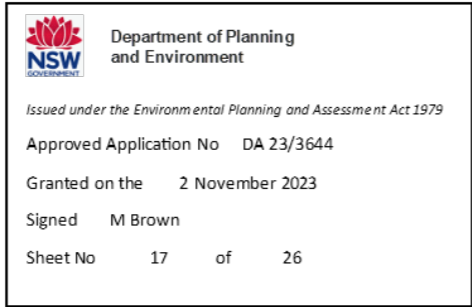 Department of Planning
and Environment
NSW
GOVERNMENT
Issued under the Environmental Planning and Assessment Act 1979
Approved Application No DA 23/3644
Granted on the 2 November 2023
Signed M Brown
Sheet No 17 of 26